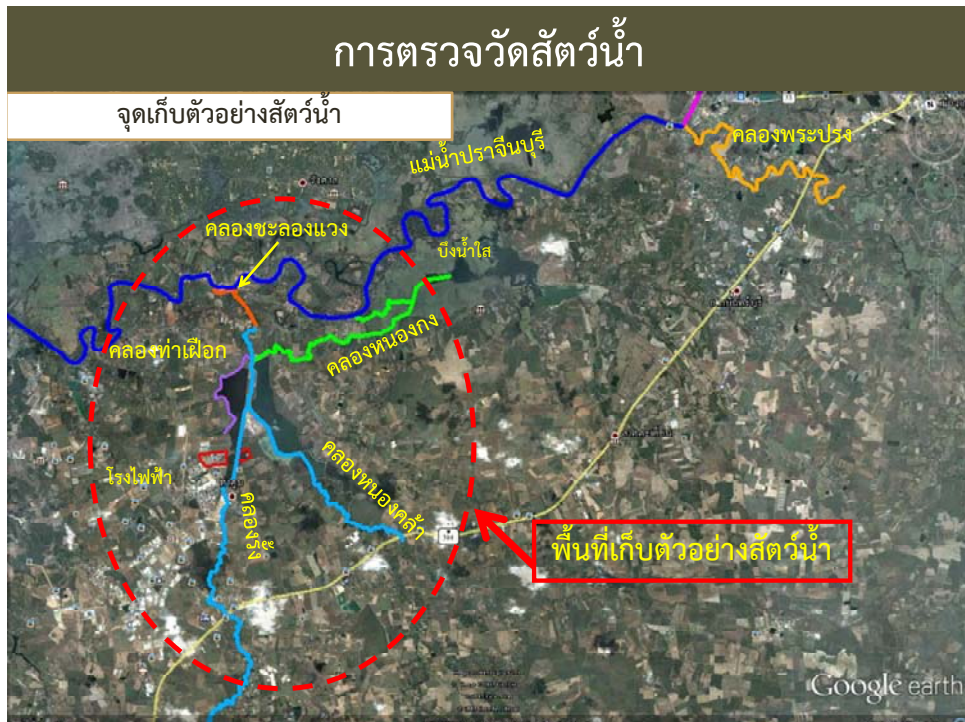 การตรวจวัดสัตว์น้ำ
จุดเก็บตัวอย่างสัตว์น้ำ
คลองพระปรง
แม่น้ำปราจีนบุรี
คลองชะลองแวง
บึงน้ำใส
คลองหนองกง
คลองท่าเฝือก
คลองหนองคล้า
โรงไฟฟ้า
คลองรั้ง
พื้นที่เก็บตัวอย่างสัตว์น้ำ
Google earth